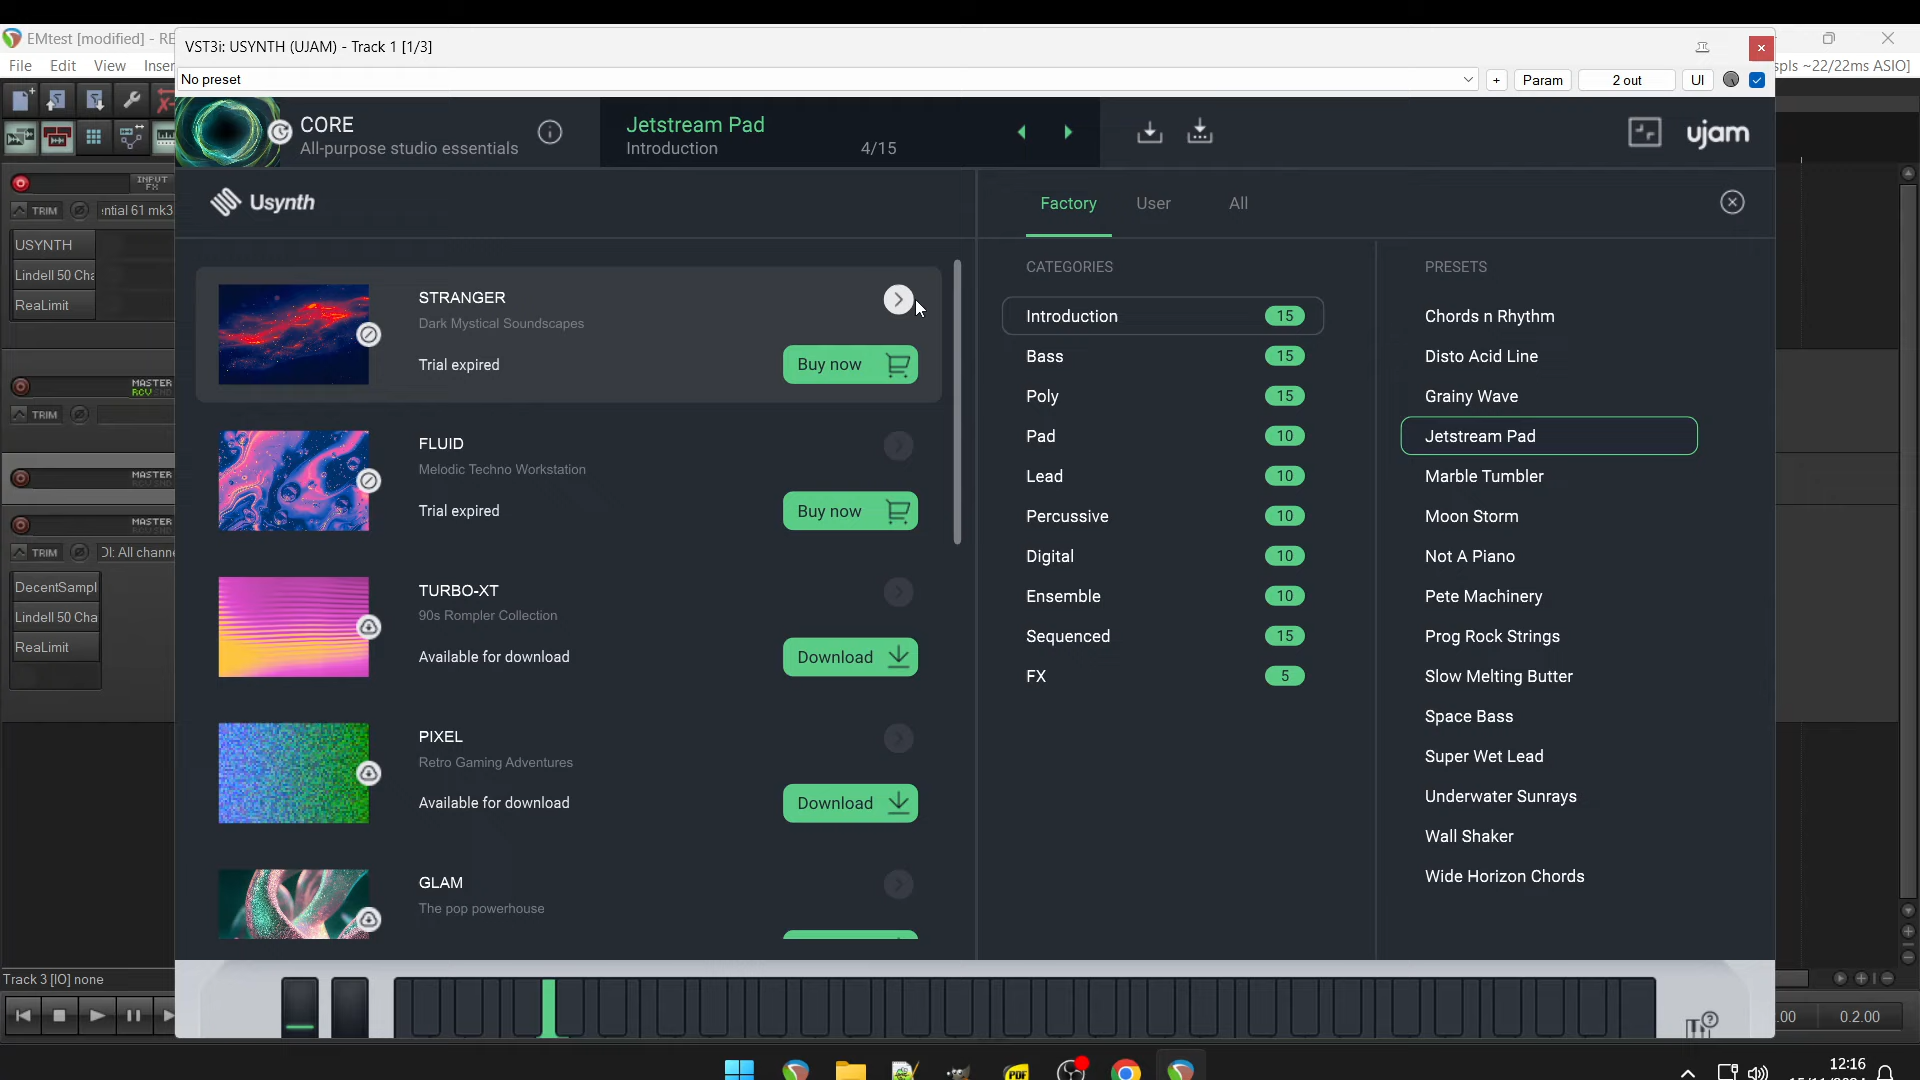 EMtest [modified] - RE
VST3i: USYNTH (UJAM) - Track 1 [1/3]
File Edit View Inser
spls ~22/22ms ASIO]
No preset
+
Param
2 out
UI
CORE
All-purpose studio essentials
Jetstream Pad
Introduction
4/15
ujam
INPUT
FX
TRIM
ential 61 mk3
USYNTH
Lindell 50 Cha
ReaLimit
MASTER
RCV
TRIM
MASTER
MASTER
TRIM
DI: All channe
DecentSampl
Lindell 50 Cha
ReaLimit
Usynth
Factory
User
All
STRANGER
Dark Mystical Soundscapes
Trial expired
Buy now
FLUID
Melodic Techno Workstation
Trial expired
Buy now
TURBO-XT
90s Rompler Collection
Available for download
Download
PIXEL
Retro Gaming Adventures
Available for download
Download
GLAM
The pop powerhouse
CATEGORIES
Introduction 15
Bass 15
Poly 15
Pad 10
Lead 10
Percussive 10
Digital 10
Ensemble 10
Sequenced 15
FX 5
PRESETS
Chords n Rhythm
Disto Acid Line
Grainy Wave
Jetstream Pad
Marble Tumbler
Moon Storm
Not A Piano
Pete Machinery
Prog Rock Strings
Slow Melting Butter
Space Bass
Super Wet Lead
Underwater Sunrays
Wall Shaker
Wide Horizon Chords
Track 3 [IO] none
.00
0.2.00
PDF
12:16